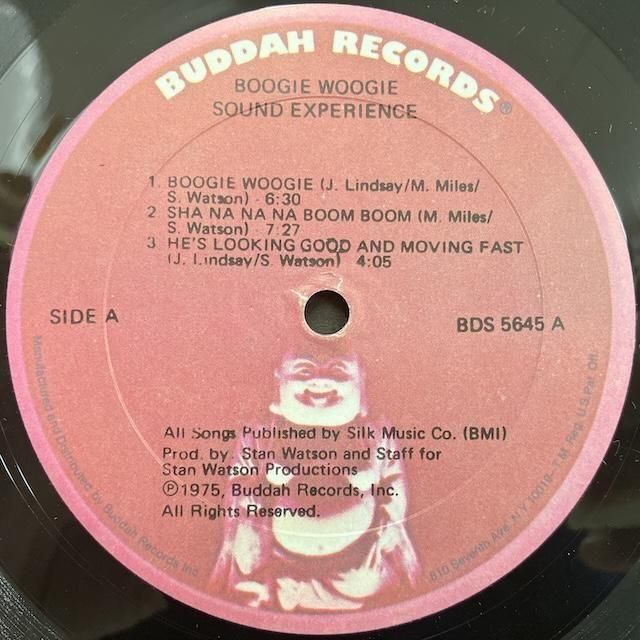 BUDDAH RECORDS®
BOOGIE WOOGIE
SOUND EXPERIENCE
1. BOOGIE WOOGIE (J. Lindsay/M. Miles/
S. Watson) - 6:30
2. SHA NA NA NA BOOM BOOM (M. Miles/
S. Watson) - 7:27
3 HE'S LOOKING GOOD AND MOVING FAST
(J. Lindsay/S. Watson) 4:05
SIDE A
BDS 5645 A
All Songs Published by Silk Music Co. (BMI)
Prod. by Stan Watson and Staff for
Stan Watson Productions
Ⓟ1975, Buddah Records, Inc.
All Rights Reserved.
Manufactured and Distributed by Buddah Records Inc.
810 Seventh Ave. N.Y. 10019—T.M. Reg. U.S. Pat. Off.